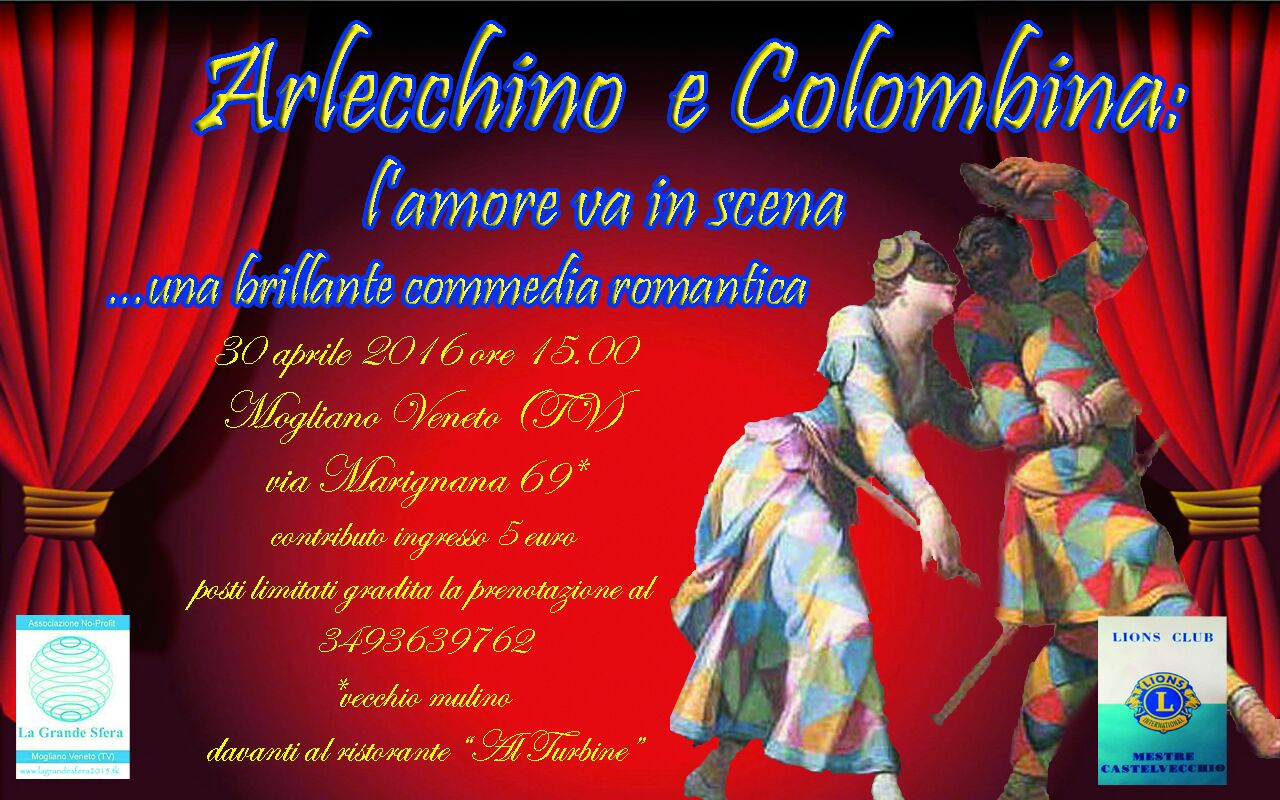 Arlecchino e Colombina:
l'amore va in scena
...una brillante commedia romantica
30 aprile 2016 ore 15.00
Mogliano Veneto (TV)
via Marignana 69*
contributo ingresso 5 euro
posti limitati gradita la prenotazione al
3493639762
*vecchio mulino
davanti al ristorante “Al Turbine”
Associazione No-Profit
La Grande Sfera
Mogliano Veneto (TV)
www.lagrandesfera2015.tk
LIONS CLUB
LIONS
L
INTERNATIONAL
MESTRE
CASTELVECCHIO